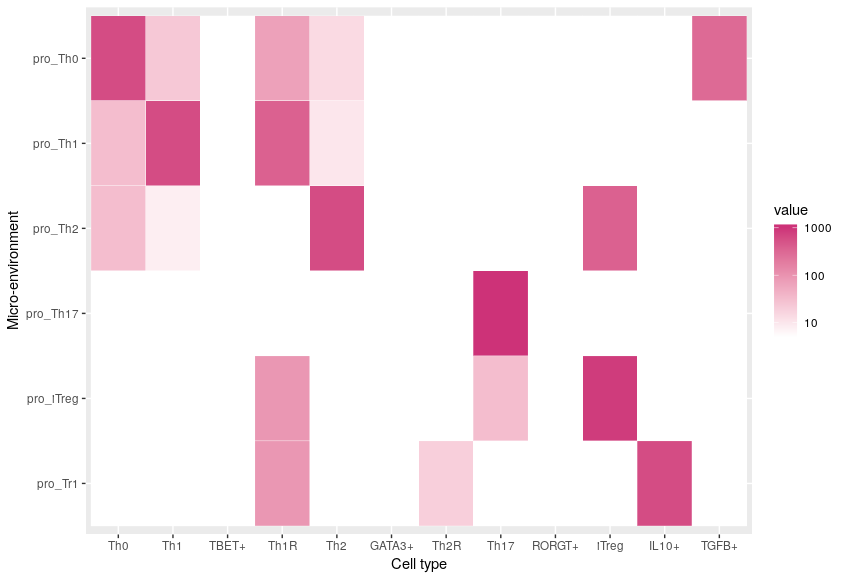 pro_Th0
pro_Th1
pro_Th2
pro_Th17
pro_ITreg
pro_Tr1
Micro-environment
Th0 Th1 TBET+ Th1R Th2 GATA3+ Th2R Th17 RORGT+ ITreg IL10+ TGFB+
Cell type
value
1000
100
10